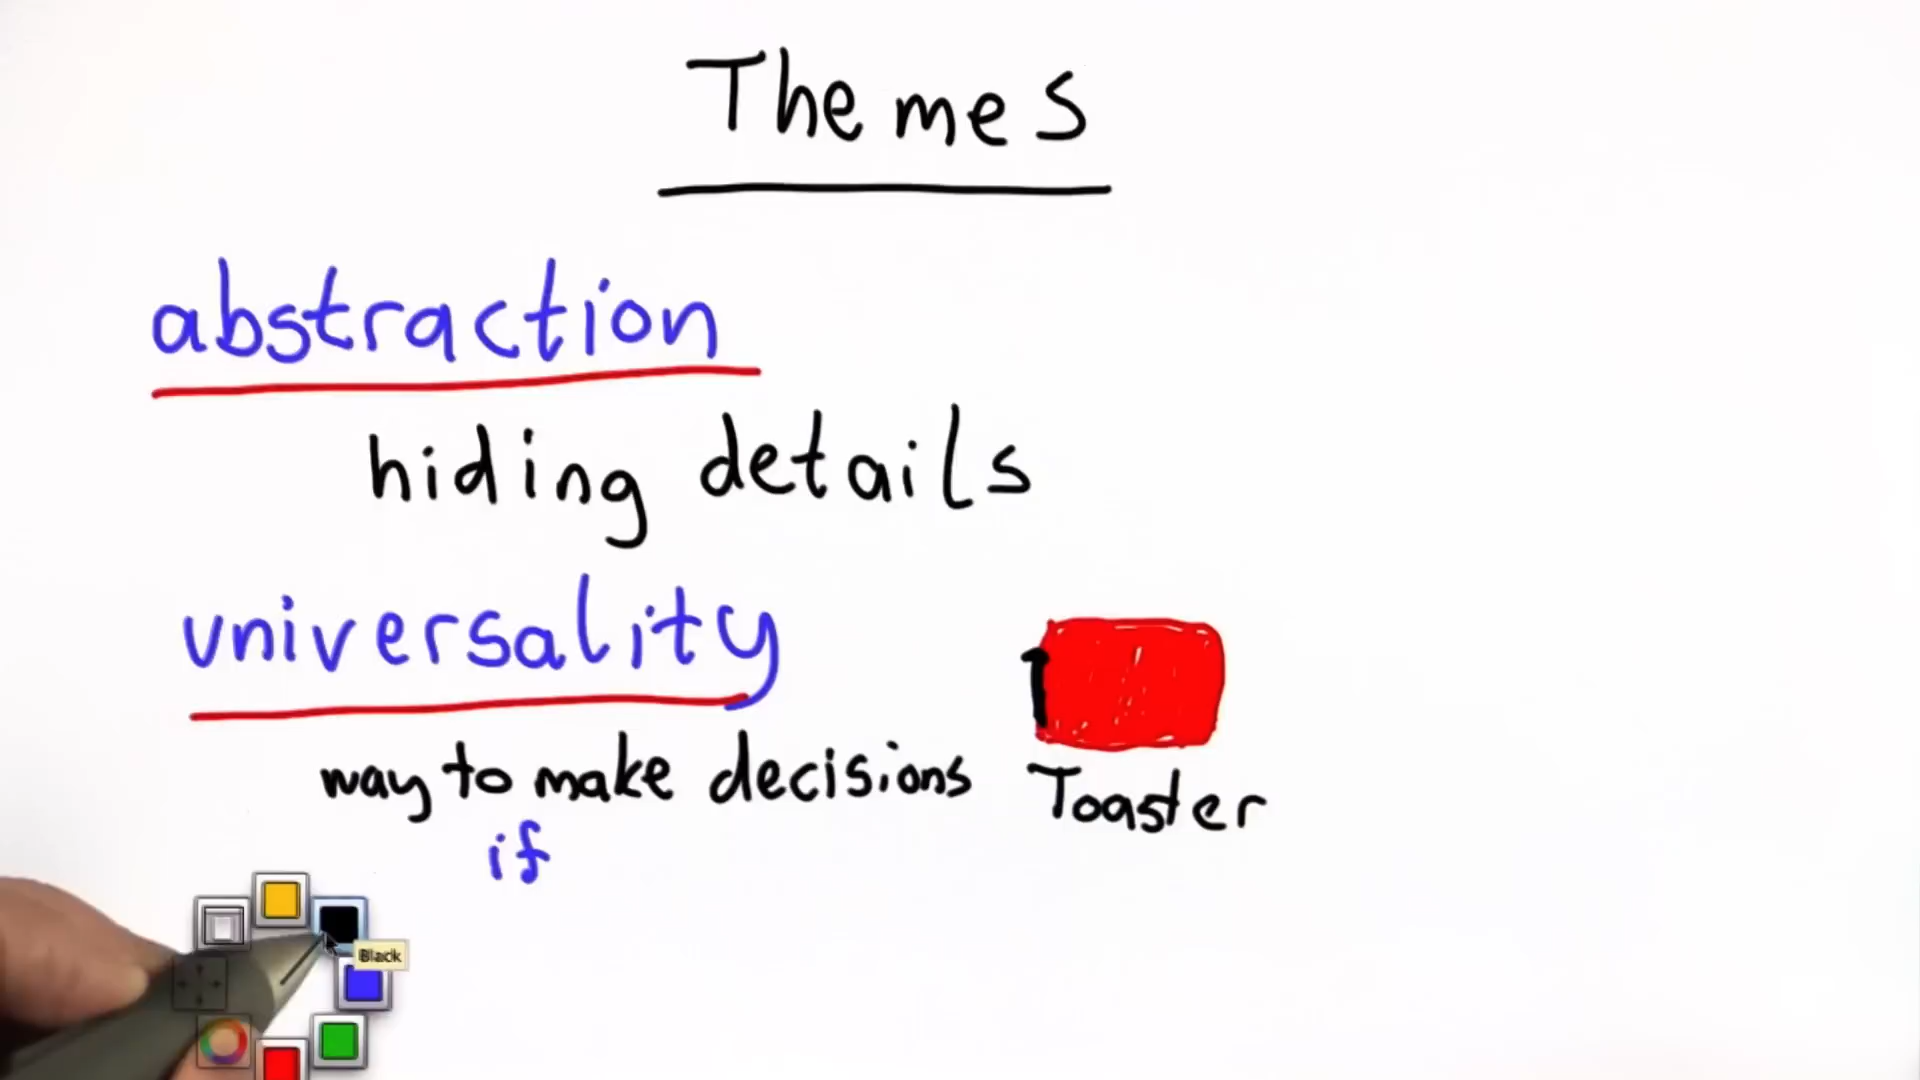 Themes
abstraction
hiding details
universality
way to make decisions
if
Toaster
Black